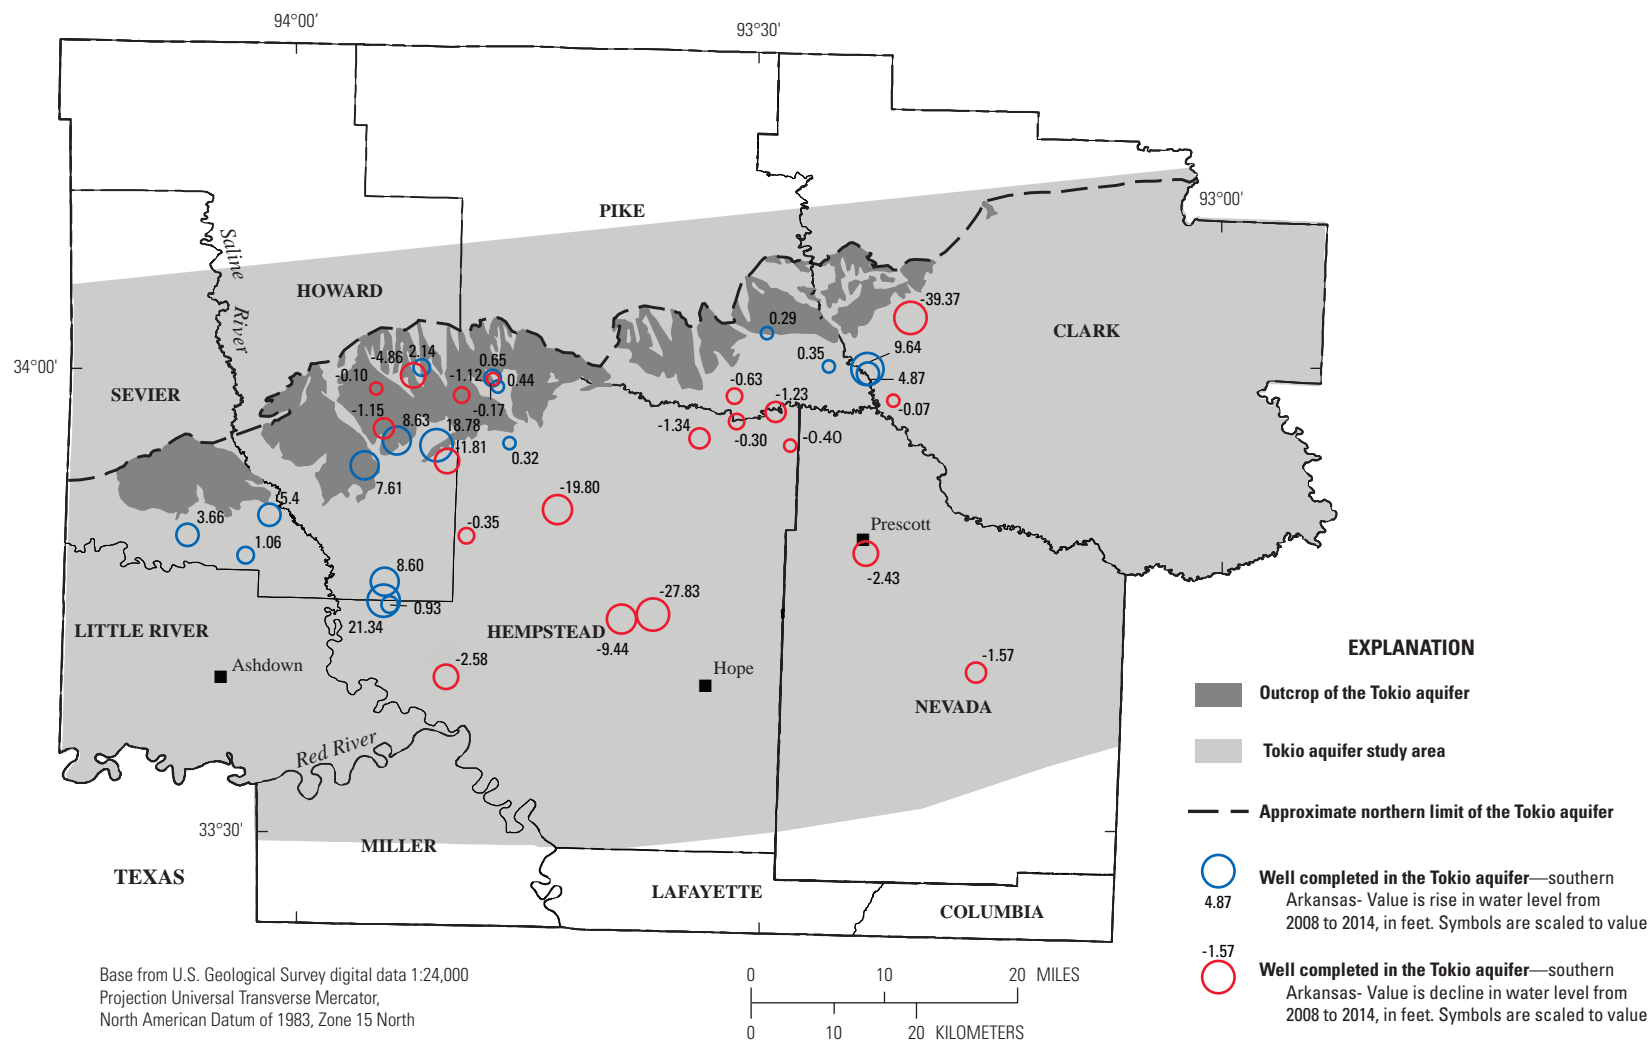 94°00'
93°30'
93°00'
PIKE
Saline
River
HOWARD
-39.37
CLARK
0.29
9.64
34°00'
-4.86
2.14
0.65
0.35
-0.10
-1.12
0.44
4.87
SEVIER
-0.63
-1.23
-0.07
-1.15
8.63
-0.17
18.78
-1.34
-0.30
-0.40
-1.81
0.32
7.61
-19.80
5.4
3.66
-0.35
Prescott
1.06
8.60
-2.43
-27.83
0.93
21.34
LITTLE RIVER
HEMPSTEAD
-9.44
-2.58
Ashdown
Hope
-1.57
NEVADA
Red River
33°30'
MILLER
TEXAS
LAFAYETTE
COLUMBIA
EXPLANATION
Outcrop of the Tokio aquifer
Tokio aquifer study area
Approximate northern limit of the Tokio aquifer
4.87
Well completed in the Tokio aquifer—southern
Arkansas- Value is rise in water level from
2008 to 2014, in feet. Symbols are scaled to value
-1.57
Well completed in the Tokio aquifer—southern
Arkansas- Value is decline in water level from
2008 to 2014, in feet. Symbols are scaled to value
Base from U.S. Geological Survey digital data 1:24,000
Projection Universal Transverse Mercator,
North American Datum of 1983, Zone 15 North
0 10 20 MILES
0 10 20 KILOMETERS